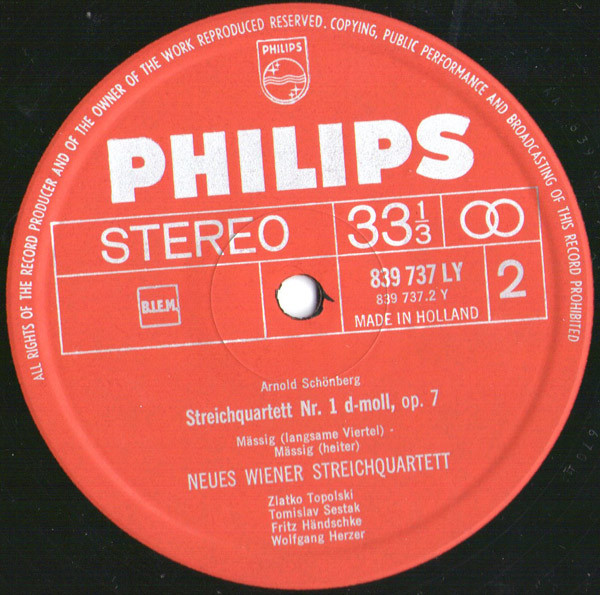 ALL RIGHTS OF THE RECORD PRODUCER AND OF THE OWNER OF THE WORK REPRODUCED RESERVED. COPYING, PUBLIC PERFORMANCE AND BROADCASTING OF THIS RECORD PROHIBITED
PHILIPS
PHILIPS
STEREO 33 1/3
B.I.E.M. 839 737 LY 2
839 737.2 Y
MADE IN HOLLAND
Arnold Schönberg
Streichquartett Nr. 1 d-moll, op. 7
Mässig (langsame Viertel) -
Mässig (heiter)
NEUES WIENER STREICHQUARTETT
Zlatko Topolski
Tomislav Sestak
Fritz Händschke
Wolfgang Herzer